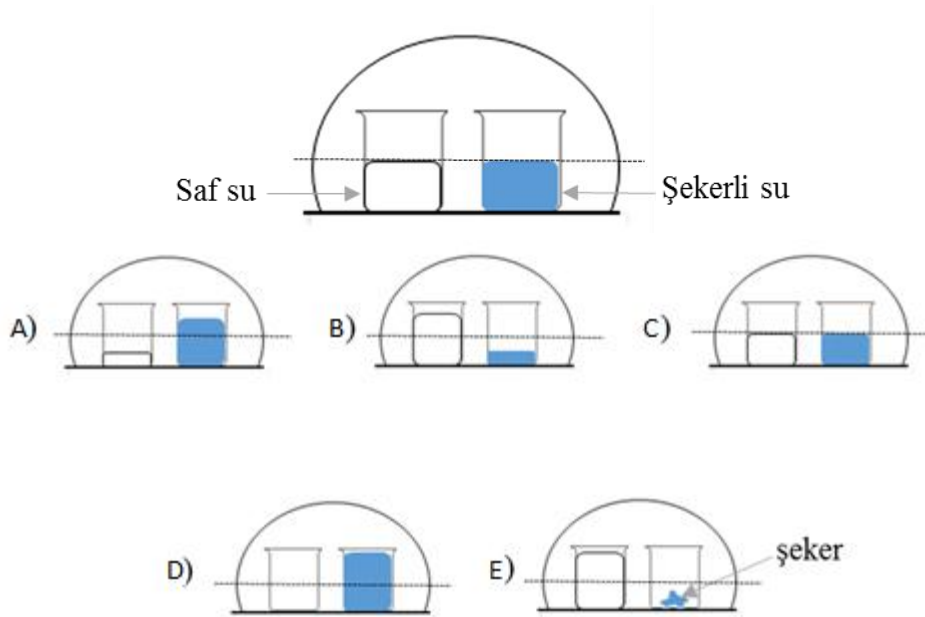 Saf su
Şekerli su
A)
B)
C)
D)
E)
şeker